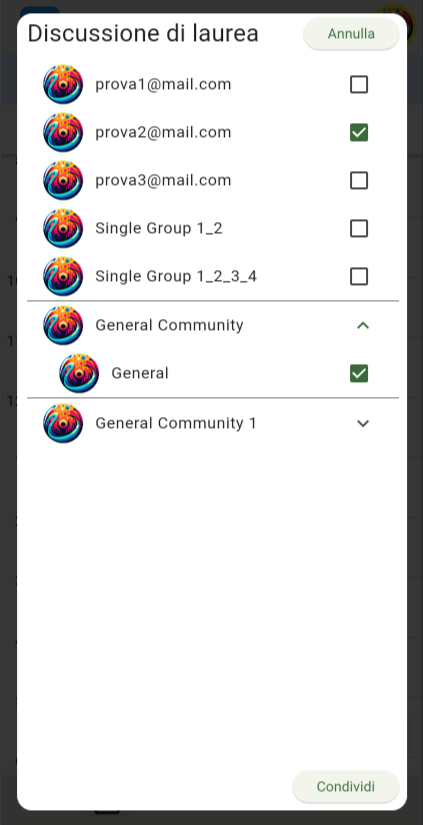 Discussione di laurea
Annulla
prova1@mail.com
prova2@mail.com
prova3@mail.com
Single Group 1_2
Single Group 1_2_3_4
General Community
General
General Community 1
Condividi